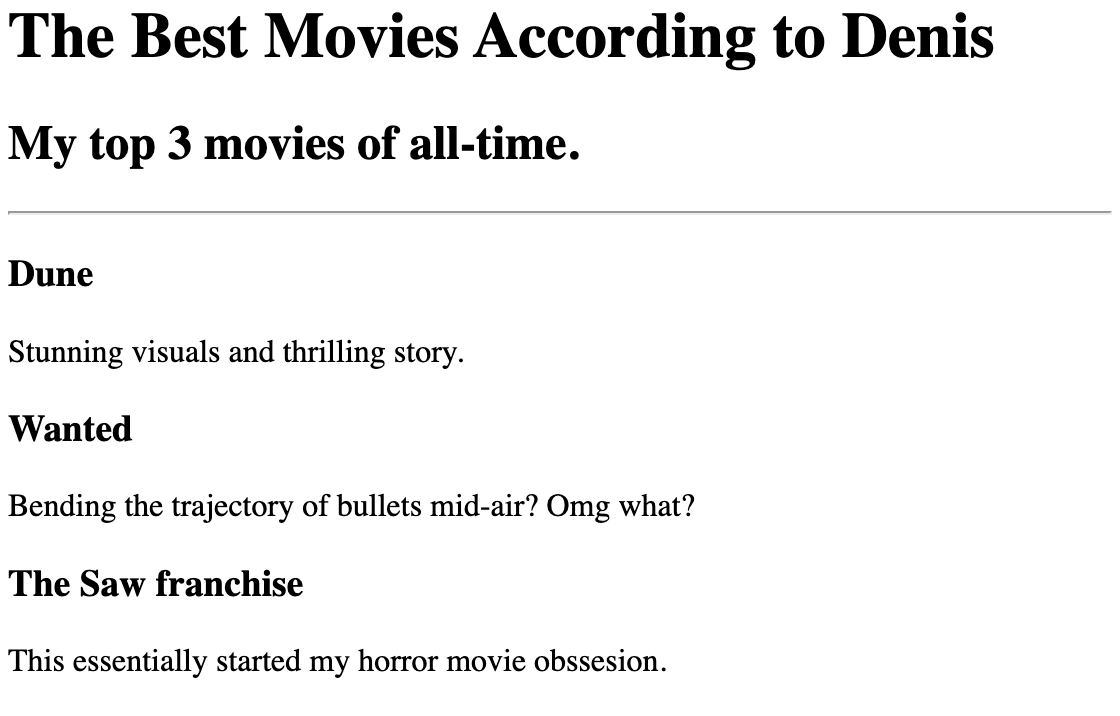 The Best Movies According to Denis
My top 3 movies of all-time.
Dune
Stunning visuals and thrilling story.
Wanted
Bending the trajectory of bullets mid-air? Omg what?
The Saw franchise
This essentially started my horror movie obssesion.